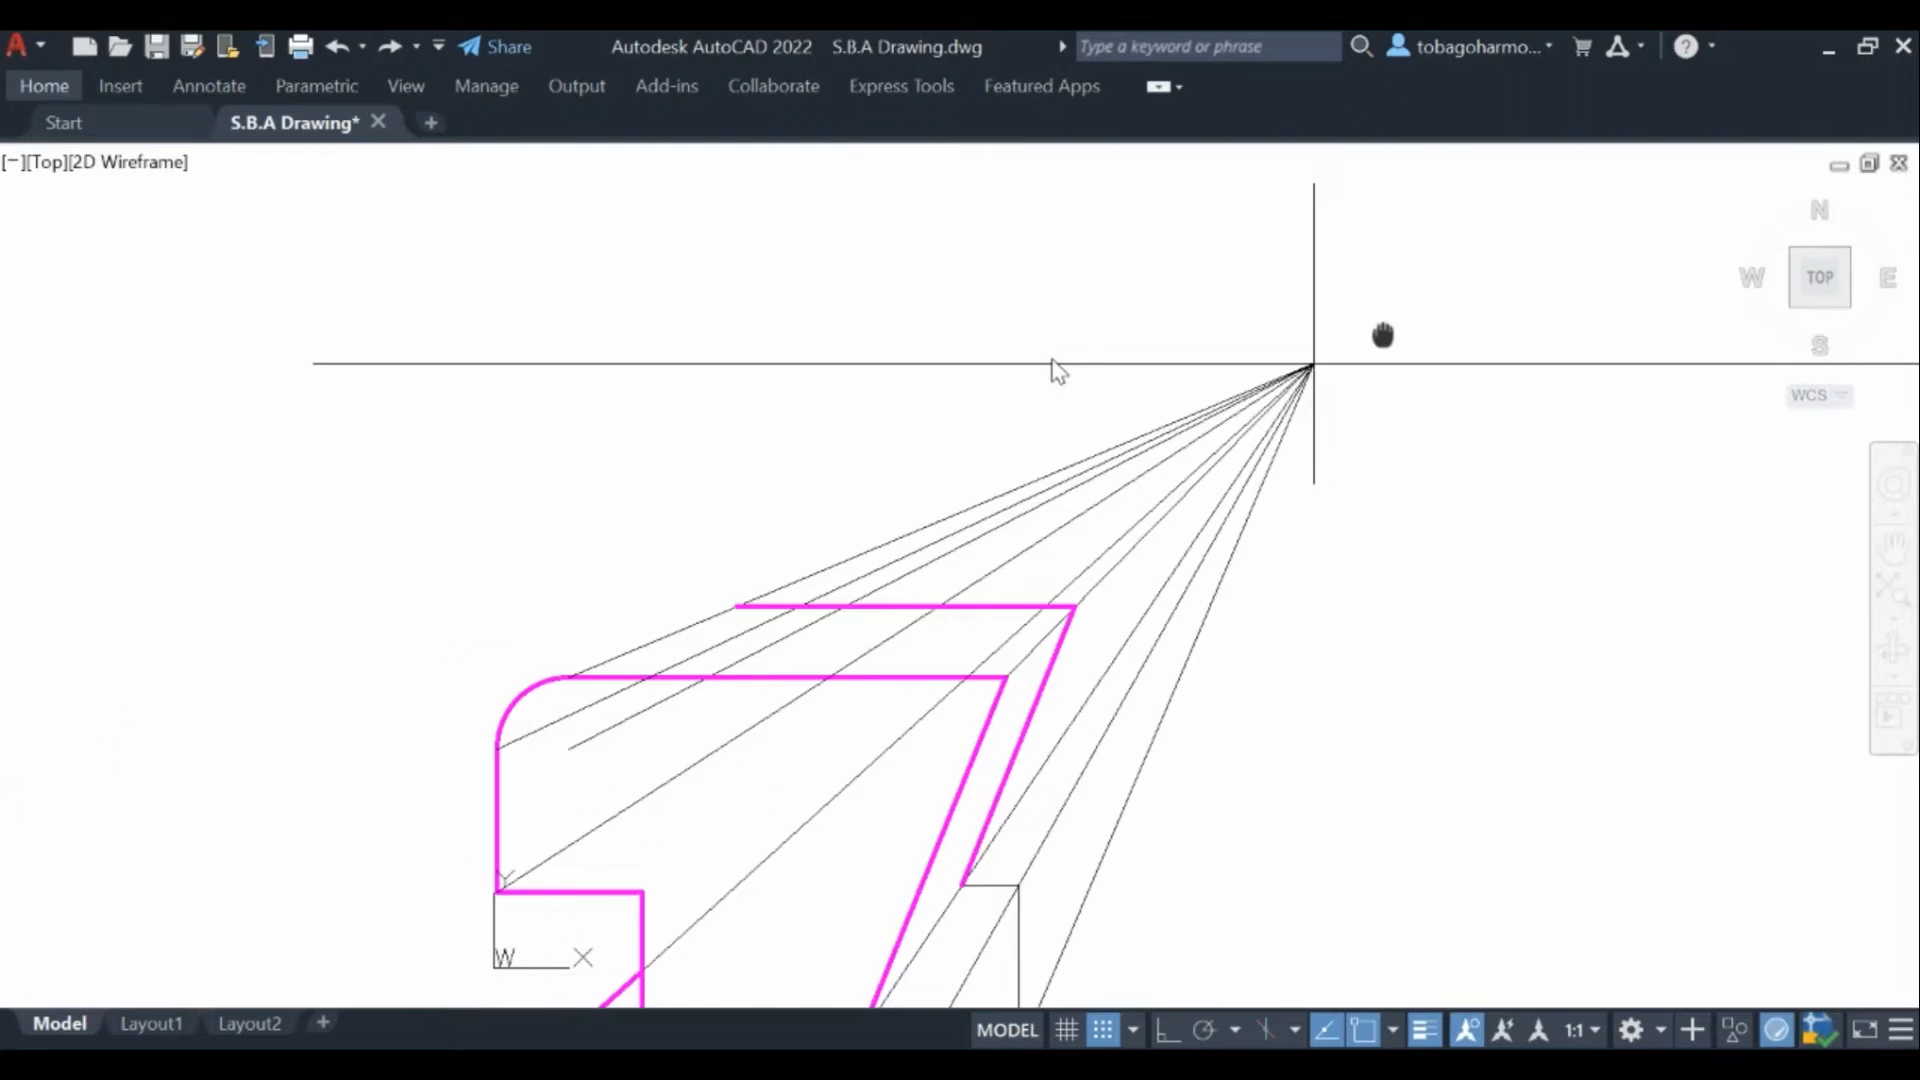 Share Autodesk AutoCAD 2022 S.B.A Drawing.dwg Type a keyword or phrase tobagoharmo...
Home Insert Annotate Parametric View Manage Output Add-ins Collaborate Express Tools Featured Apps
Start S.B.A Drawing*
[−][Top][2D Wireframe]
N
W TOP E
S
WCS
Y
W X
Model Layout1 Layout2
MODEL 1:1